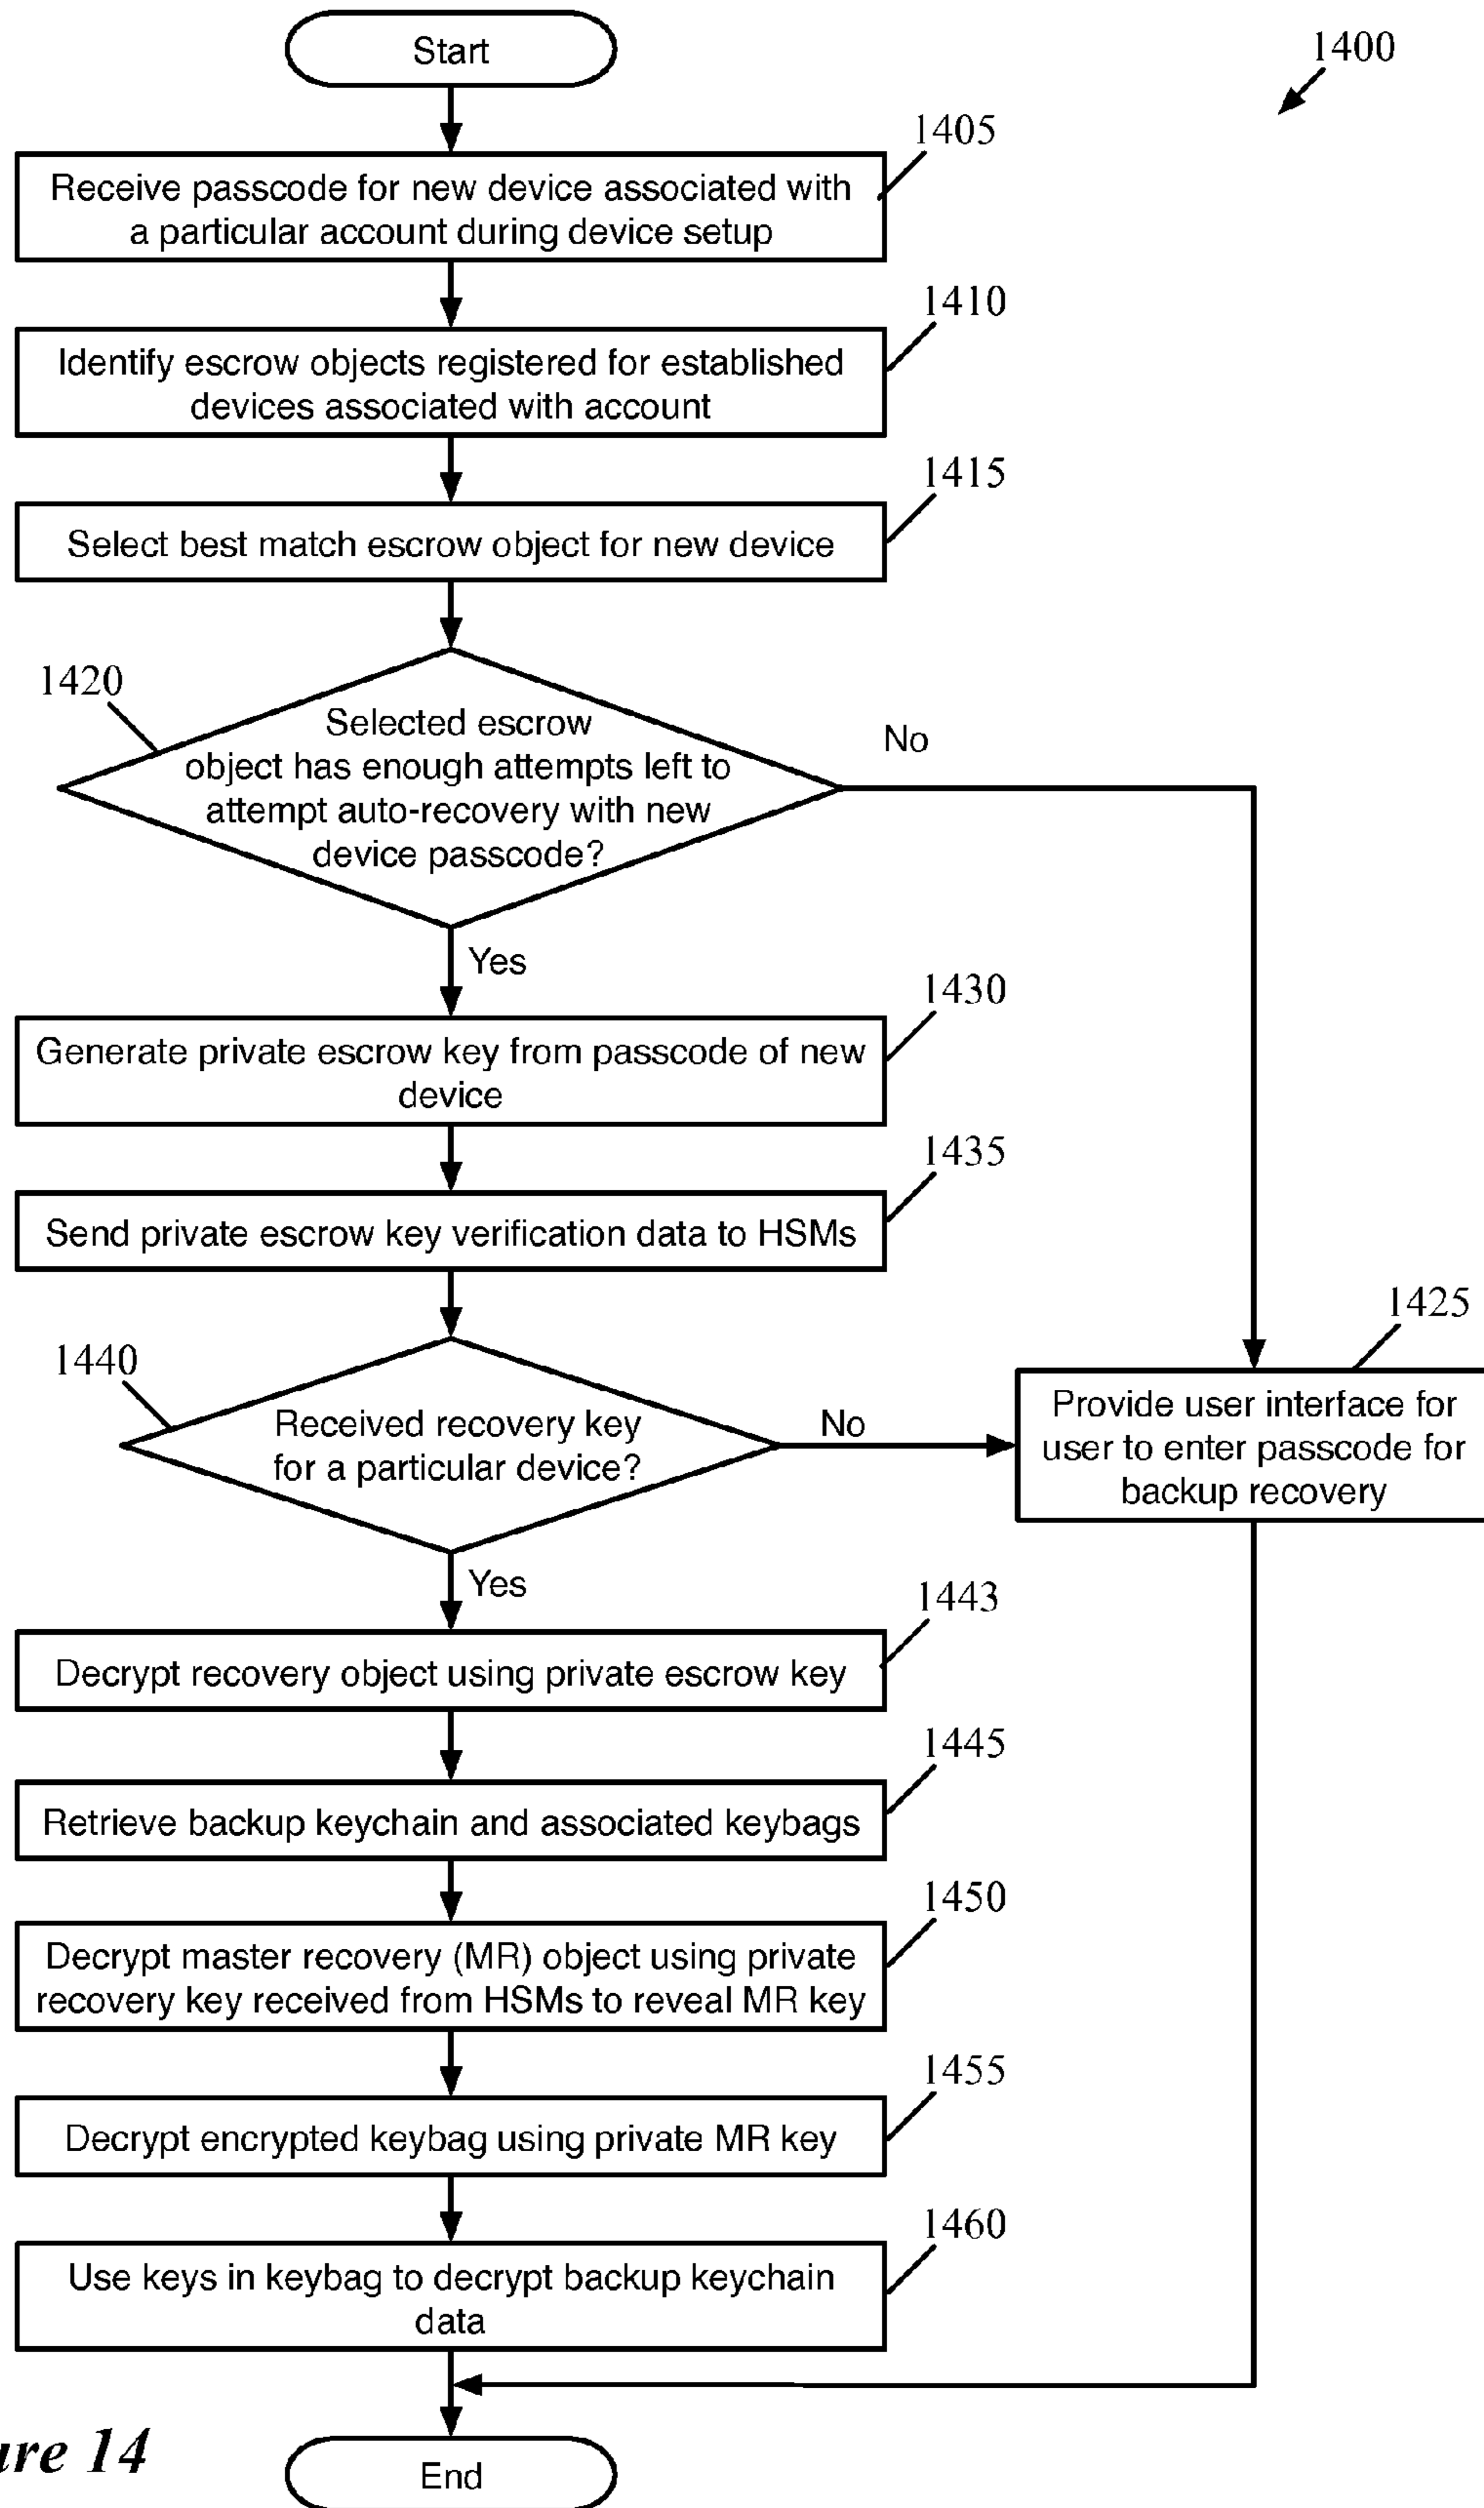 Start
1400
1405
Receive passcode for new device associated with
a particular account during device setup
1410
Identify escrow objects registered for established
devices associated with account
1415
Select best match escrow object for new device
1420
Selected escrow
object has enough attempts left to
attempt auto-recovery with new
device passcode?
No
Yes
1430
Generate private escrow key from passcode of new
device
1435
Send private escrow key verification data to HSMs
1425
1440
Received recovery key
for a particular device?
No
Provide user interface for
user to enter passcode for
backup recovery
Yes
1443
Decrypt recovery object using private escrow key
1445
Retrieve backup keychain and associated keybags
1450
Decrypt master recovery (MR) object using private
recovery key received from HSMs to reveal MR key
1455
Decrypt encrypted keybag using private MR key
1460
Use keys in keybag to decrypt backup keychain
data
14
End